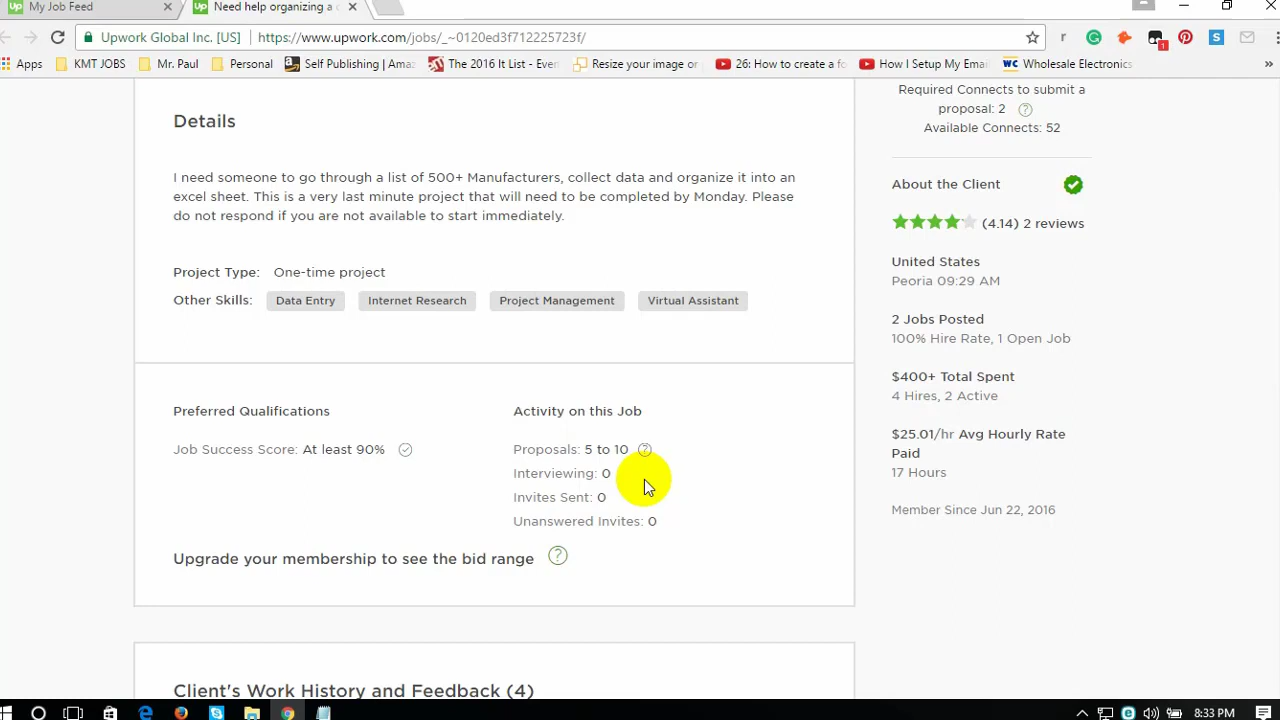 My Job Feed
Need help organizing a c
Upwork Global Inc. [US]
https://www.upwork.com/jobs/_~0120ed3f712225723f/
Apps
KMT JOBS
Mr. Paul
Personal
Self Publishing | Amaz
The 2016 It List - Even
Resize your image or
26: How to create a fo
How I Setup My Emai
WC Wholesale Electronics
»
Required Connects to submit a
proposal: 2
Available Connects: 52
Details
I need someone to go through a list of 500+ Manufacturers, collect data and organize it into an
excel sheet. This is a very last minute project that will need to be completed by Monday. Please
do not respond if you are not available to start immediately.
Project Type: One-time project
Other Skills: Data Entry Internet Research Project Management Virtual Assistant
Preferred Qualifications
Job Success Score: At least 90%
Activity on this Job
Proposals: 5 to 10
Interviewing: 0
Invites Sent: 0
Unanswered Invites: 0
Upgrade your membership to see the bid range
Client's Work History and Feedback (4)
About the Client
(4.14) 2 reviews
United States
Peoria 09:29 AM
2 Jobs Posted
100% Hire Rate, 1 Open Job
$400+ Total Spent
4 Hires, 2 Active
$25.01/hr Avg Hourly Rate
Paid
17 Hours
Member Since Jun 22, 2016
8:33 PM